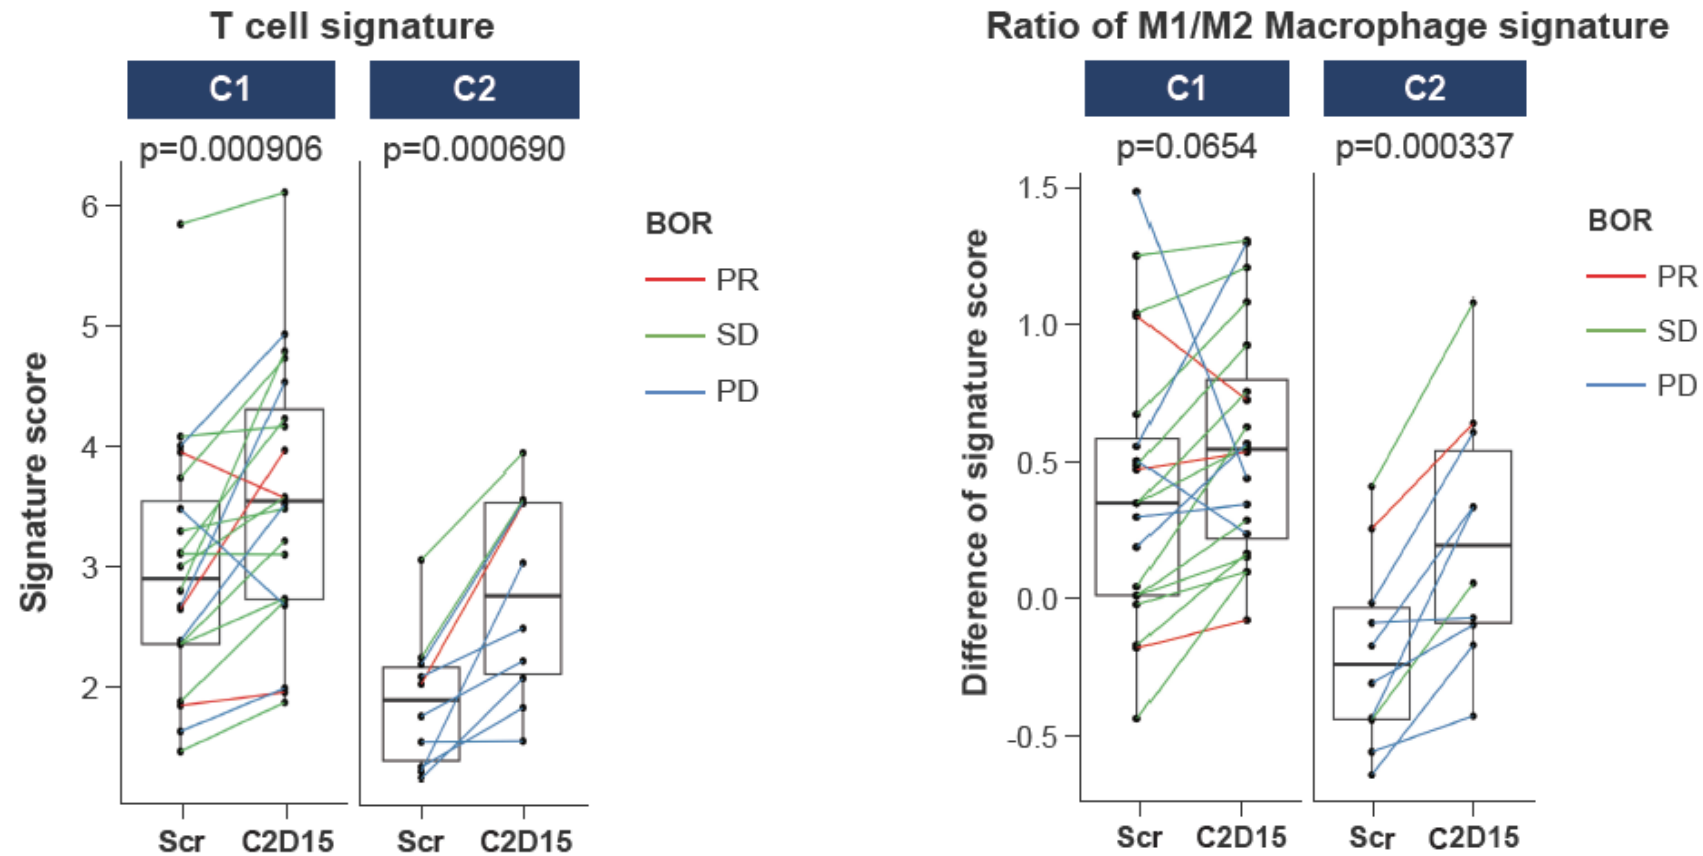 T cell signature
C1
C2
p=0.000906
p=0.000690
Signature score
6
5
4
3
2
Scr
C2D15
Scr
C2D15
BOR
PR
SD
PD
Ratio of M1/M2 Macrophage signature
C1
C2
p=0.0654
p=0.000337
Difference of signature score
1.5
1.0
0.5
0.0
-0.5
Scr
C2D15
Scr
C2D15
BOR
PR
SD
PD